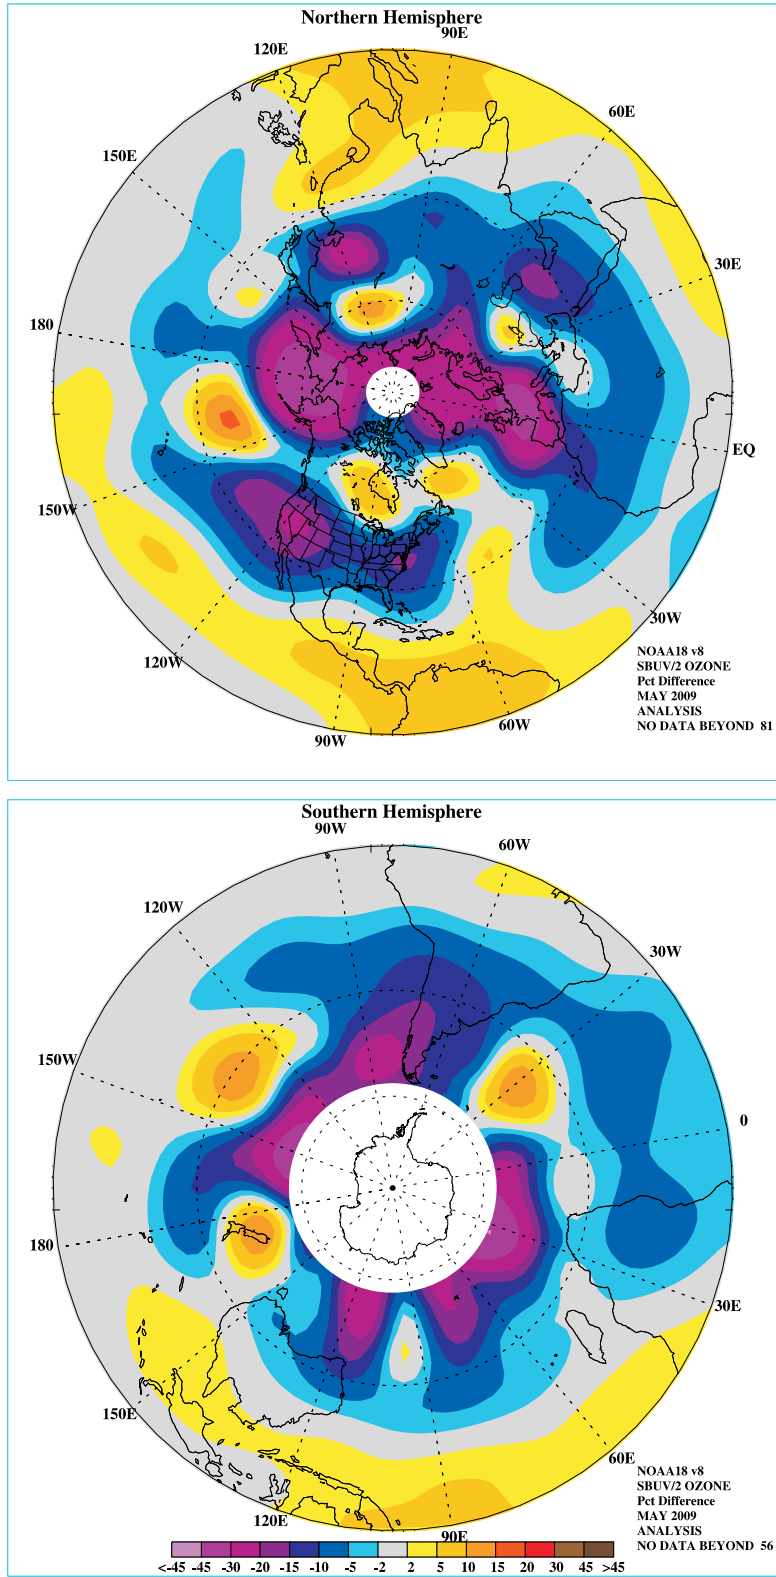 Northern Hemisphere
90E
120E
60E
150E
30E
180
EQ
150W
30W
120W
60W
90W
NOAA18 v8
SBUV/2 OZONE
Pct Difference
MAY 2009
ANALYSIS
NO DATA BEYOND 81
Southern Hemisphere
90W
60W
120W
30W
150W
0
180
30E
150E
60E
120E
90E
NOAA18 v8
SBUV/2 OZONE
Pct Difference
MAY 2009
ANALYSIS
NO DATA BEYOND 56
<-45 -45 -30 -20 -15 -10 -5 -2 2 5 10 15 20 30 45 >45